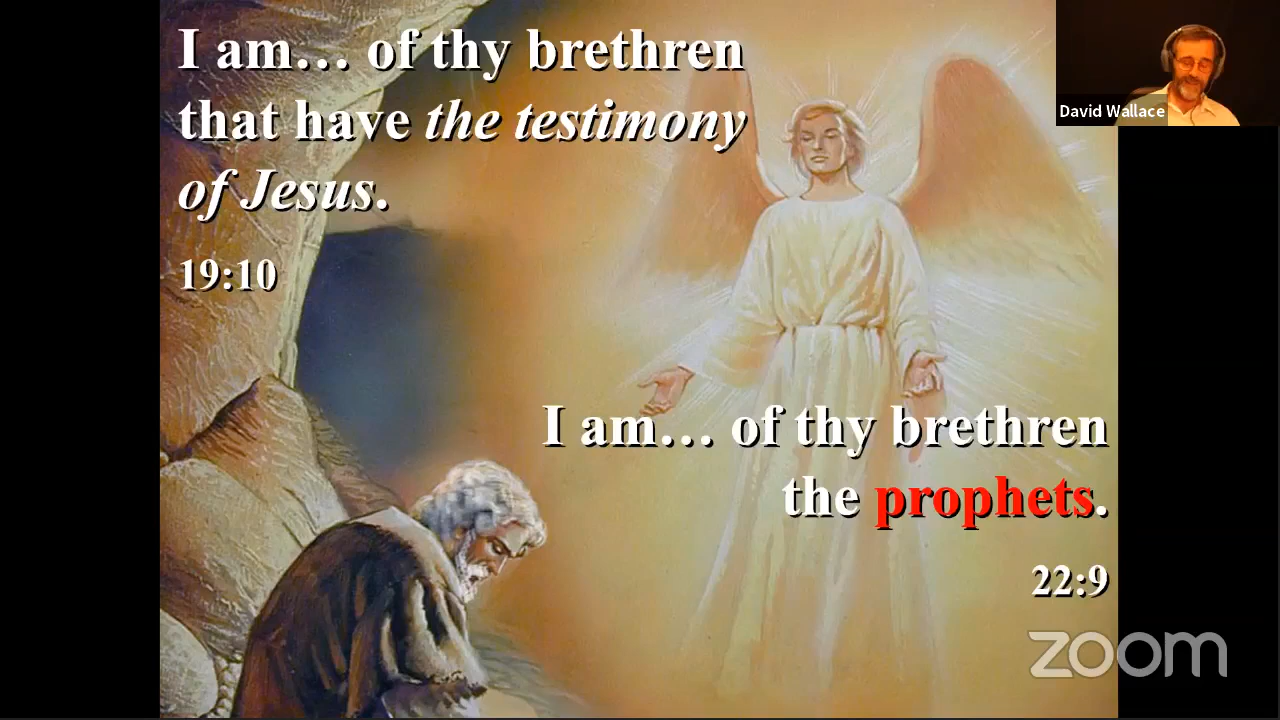 I am… of thy brethren
that have the testimony
of Jesus.
19:10
David Wallace
I am… of thy brethren
the prophets.
22:9
zoom